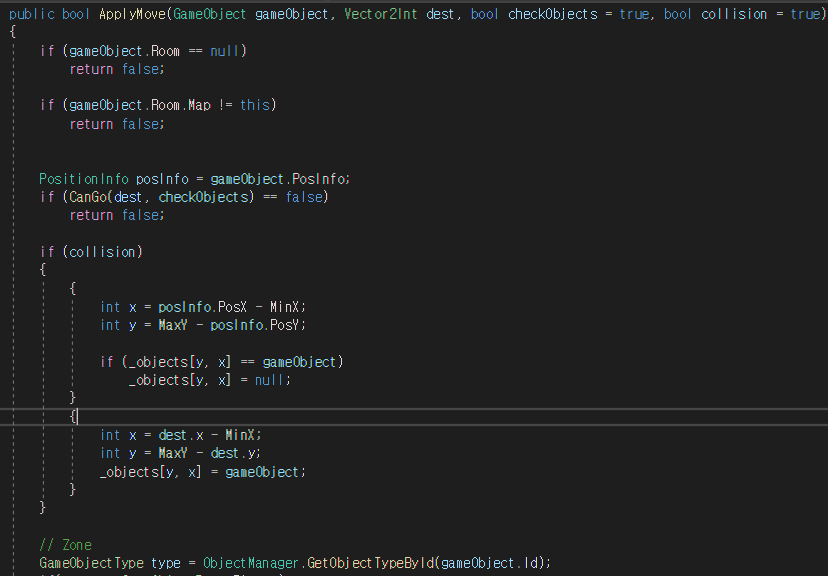 public bool ApplyMove(GameObject gameObject, Vector2Int dest, bool checkObjects = true, bool collision = true)
{
if (gameObject.Room == null)
return false;
if (gameObject.Room.Map != this)
return false;
PositionInfo posInfo = gameObject.PosInfo;
if (CanGo(dest, checkObjects) == false)
return false;
if (collision)
{
{
int x = posInfo.PosX - MinX;
int y = MaxY - posInfo.PosY;
if (_objects[y, x] == gameObject)
_objects[y, x] = null;
}
{
int x = dest.x - MinX;
int y = MaxY - dest.y;
_objects[y, x] = gameObject;
}
}
// Zone
GameObjectType type = ObjectManager.GetObjectTypeById(gameObject.Id);